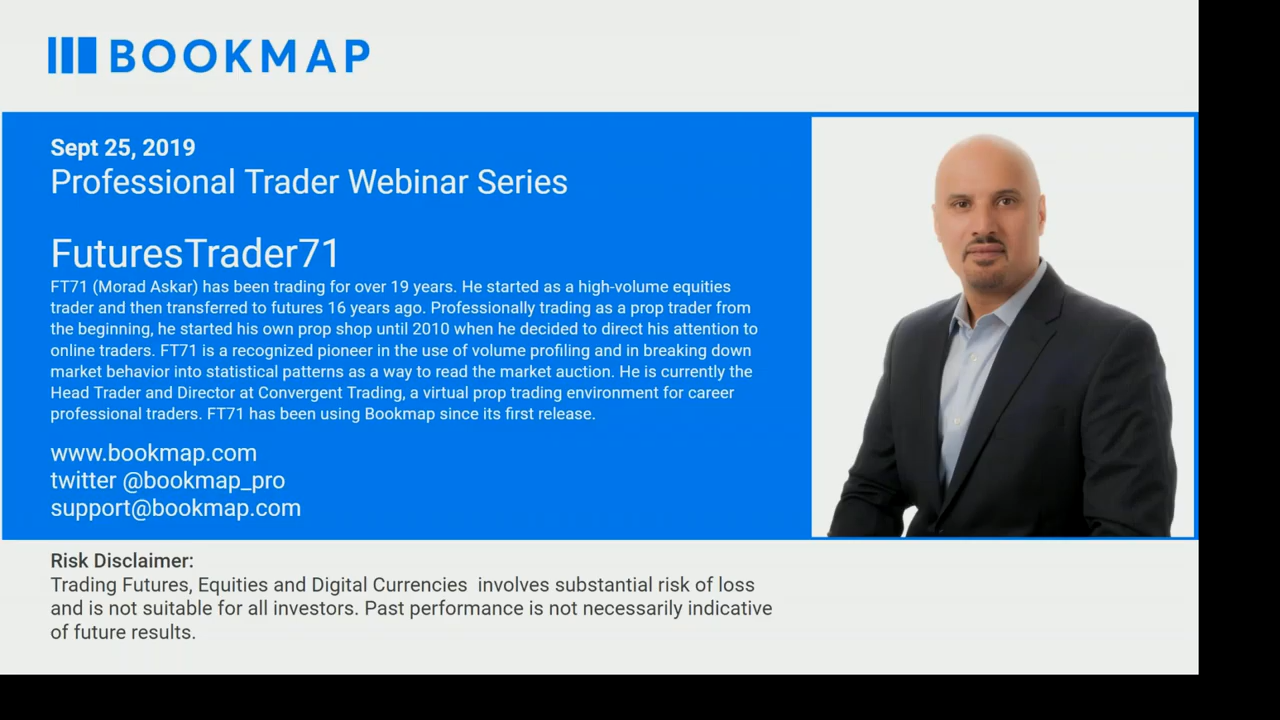 BOOKMAP
Sept 25, 2019
Professional Trader Webinar Series
FuturesTrader71
FT71 (Morad Askar) has been trading for over 19 years. He started as a high-volume equities
trader and then transferred to futures 16 years ago. Professionally trading as a prop trader from
the beginning, he started his own prop shop until 2010 when he decided to direct his attention to
online traders. FT71 is a recognized pioneer in the use of volume profiling and in breaking down
market behavior into statistical patterns as a way to read the market auction. He is currently the
Head Trader and Director at Convergent Trading, a virtual prop trading environment for career
professional traders. FT71 has been using Bookmap since its first release.
www.bookmap.com
twitter @bookmap_pro
support@bookmap.com
Risk Disclaimer:
Trading Futures, Equities and Digital Currencies  involves substantial risk of loss
and is not suitable for all investors. Past performance is not necessarily indicative
of future results.